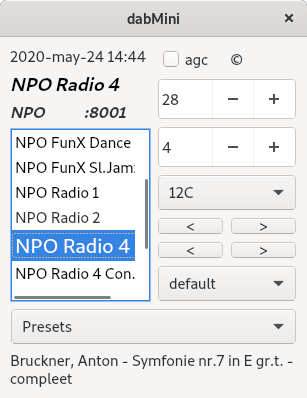 dabMini
2020-may-24 14:44
agc ©
NPO Radio 4
28 − +
NPO :8001
NPO FunX Dance
4 − +
NPO FunX Sl.Jam
NPO Radio 1
12C
NPO Radio 2
< >
NPO Radio 4
< >
NPO Radio 4 Con.
default
Presets
Bruckner, Anton - Symfonie nr.7 in E gr.t. -
compleet